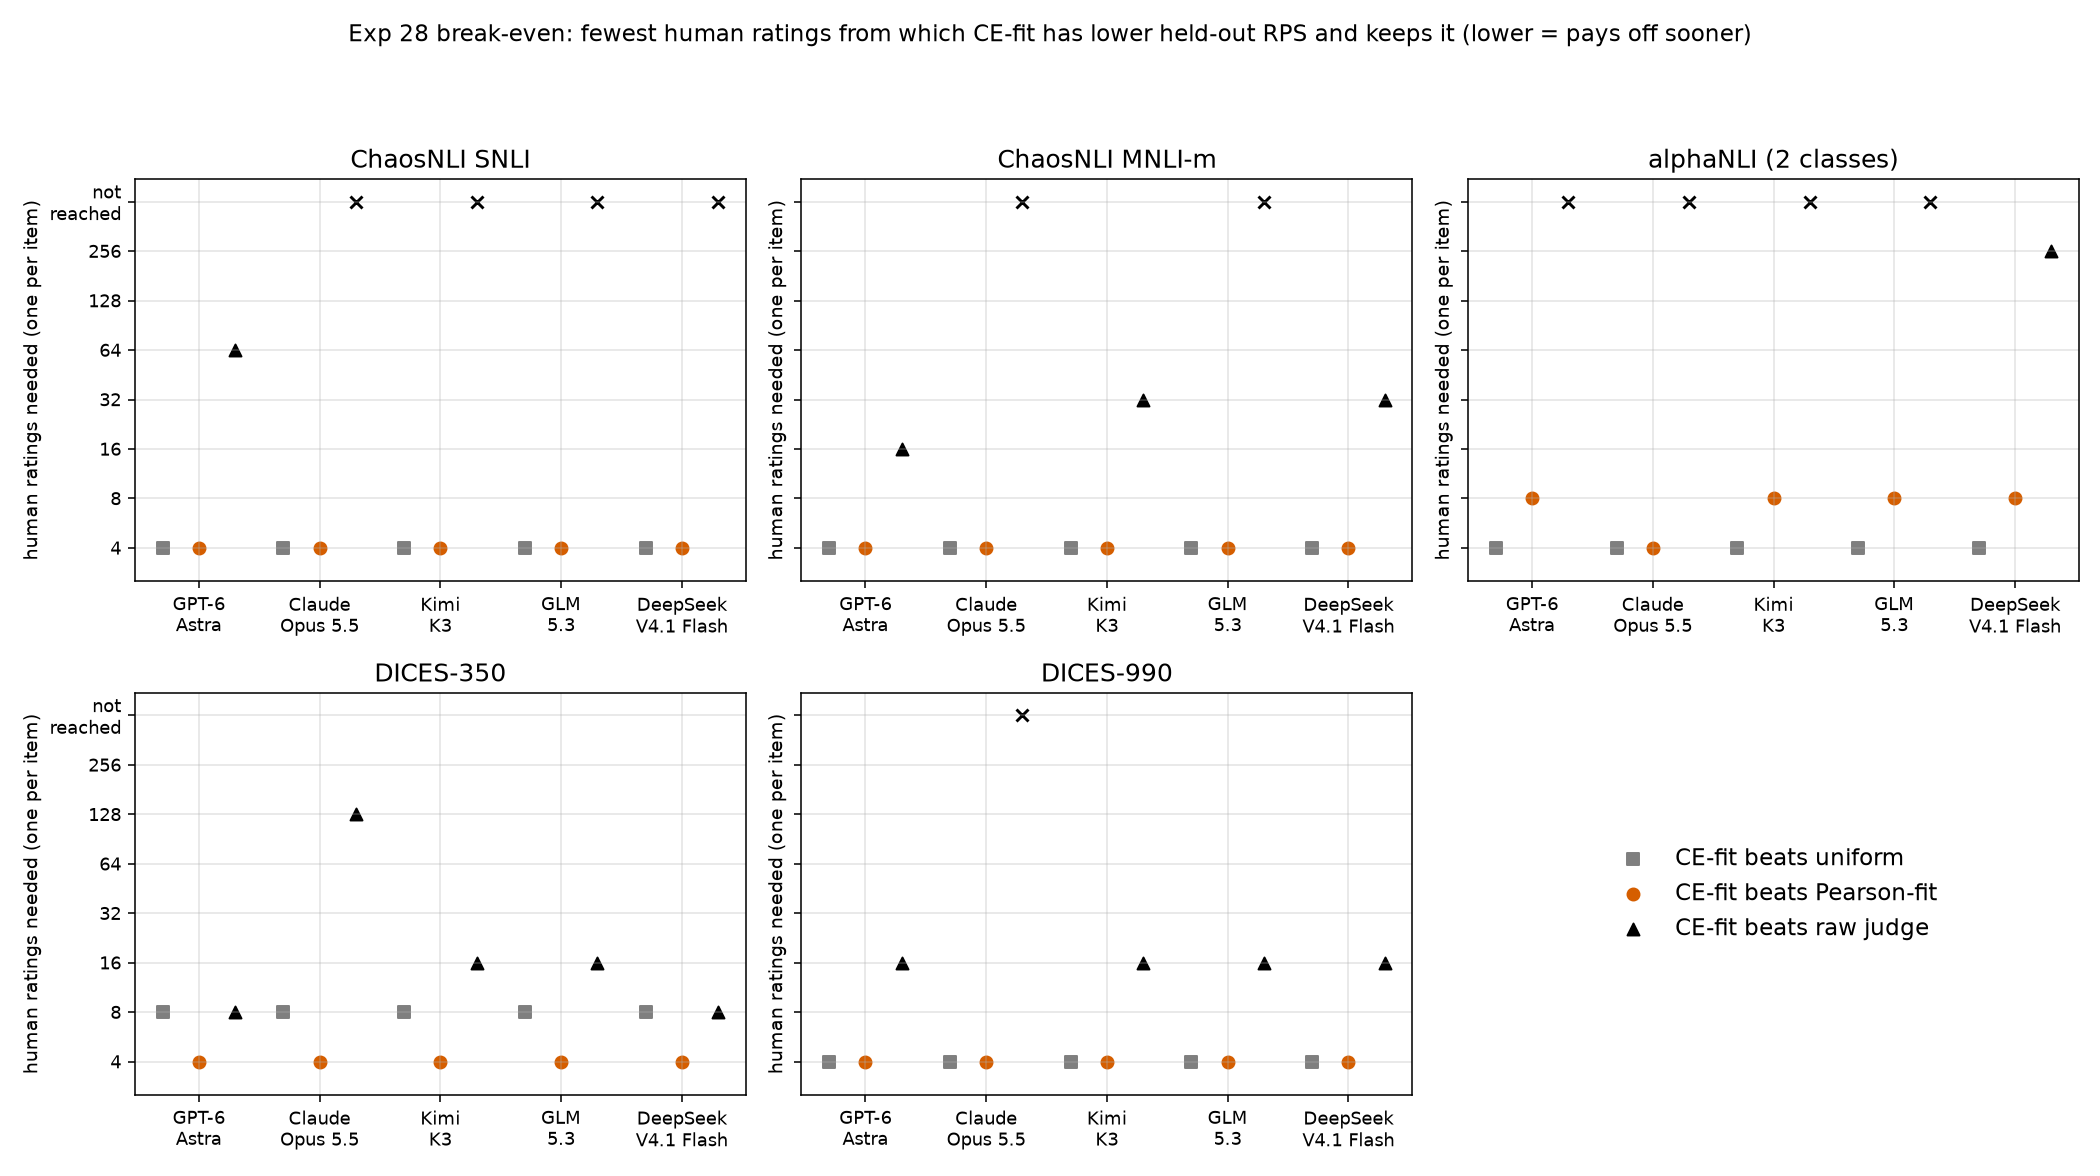 Exp 28 break-even: fewest human ratings from which CE-fit has lower held-out RPS and keeps it (lower = pays off sooner)
ChaosNLI SNLI
human ratings needed (one per item)
not
reached
256
128
64
32
16
8
4
GPT-6
Astra
Claude
Opus 5.5
Kimi
K3
GLM
5.3
DeepSeek
V4.1 Flash
ChaosNLI MNLI-m
human ratings needed (one per item)
GPT-6
Astra
Claude
Opus 5.5
Kimi
K3
GLM
5.3
DeepSeek
V4.1 Flash
alphaNLI (2 classes)
human ratings needed (one per item)
GPT-6
Astra
Claude
Opus 5.5
Kimi
K3
GLM
5.3
DeepSeek
V4.1 Flash
DICES-350
human ratings needed (one per item)
not
reached
256
128
64
32
16
8
4
GPT-6
Astra
Claude
Opus 5.5
Kimi
K3
GLM
5.3
DeepSeek
V4.1 Flash
DICES-990
human ratings needed (one per item)
GPT-6
Astra
Claude
Opus 5.5
Kimi
K3
GLM
5.3
DeepSeek
V4.1 Flash
CE-fit beats uniform
CE-fit beats Pearson-fit
CE-fit beats raw judge